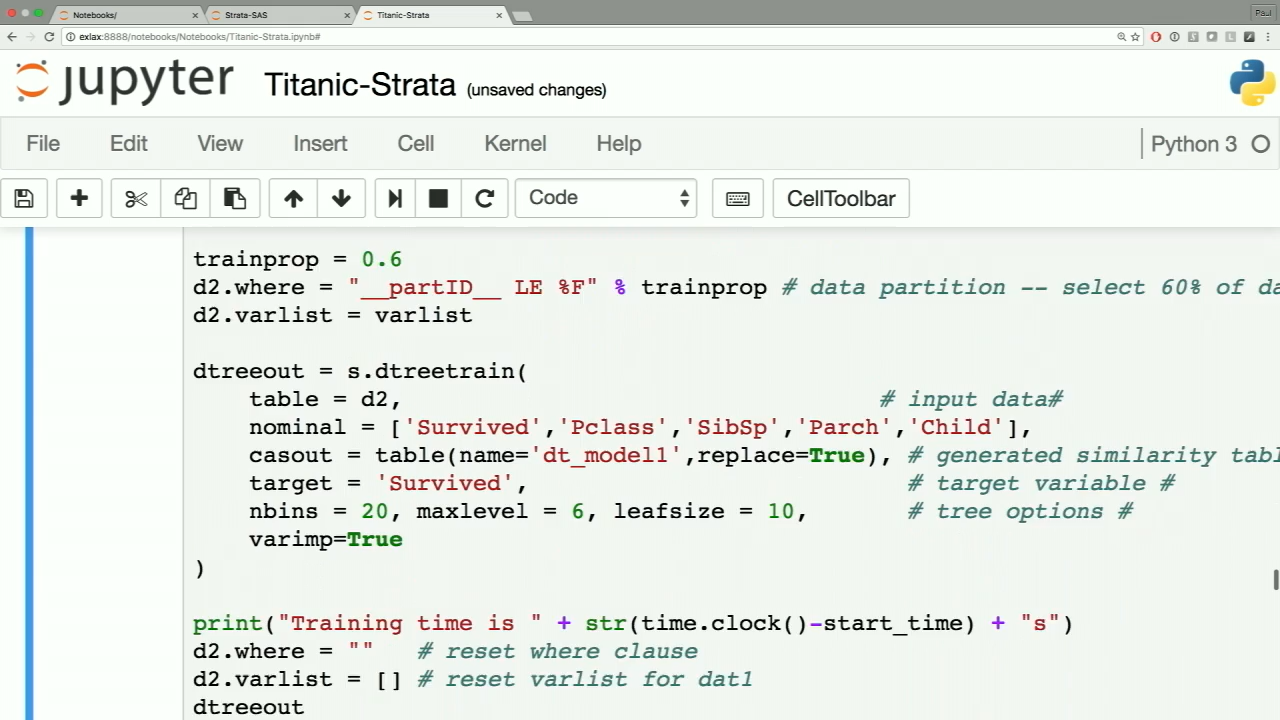 Notebooks/ Strata-SAS Titanic-Strata Paul
exlax:8888/notebooks/Notebooks/Titanic-Strata.ipynb#
jupyter Titanic-Strata (unsaved changes)
File Edit View Insert Cell Kernel Help Python 3
Code CellToolbar
trainprop = 0.6
d2.where = "__partID__ LE %F" % trainprop # data partition -- select 60% of da
d2.varlist = varlist
dtreeout = s.dtreetrain(
table = d2, # input data#
nominal = ['Survived','Pclass','SibSp','Parch','Child'],
casout = table(name='dt_model1',replace=True), # generated similarity tabl
target = 'Survived', # target variable #
nbins = 20, maxlevel = 6, leafsize = 10, # tree options #
varimp=True
)
print("Training time is " + str(time.clock()-start_time) + "s")
d2.where = "" # reset where clause
d2.varlist = [] # reset varlist for dat1
dtreeout